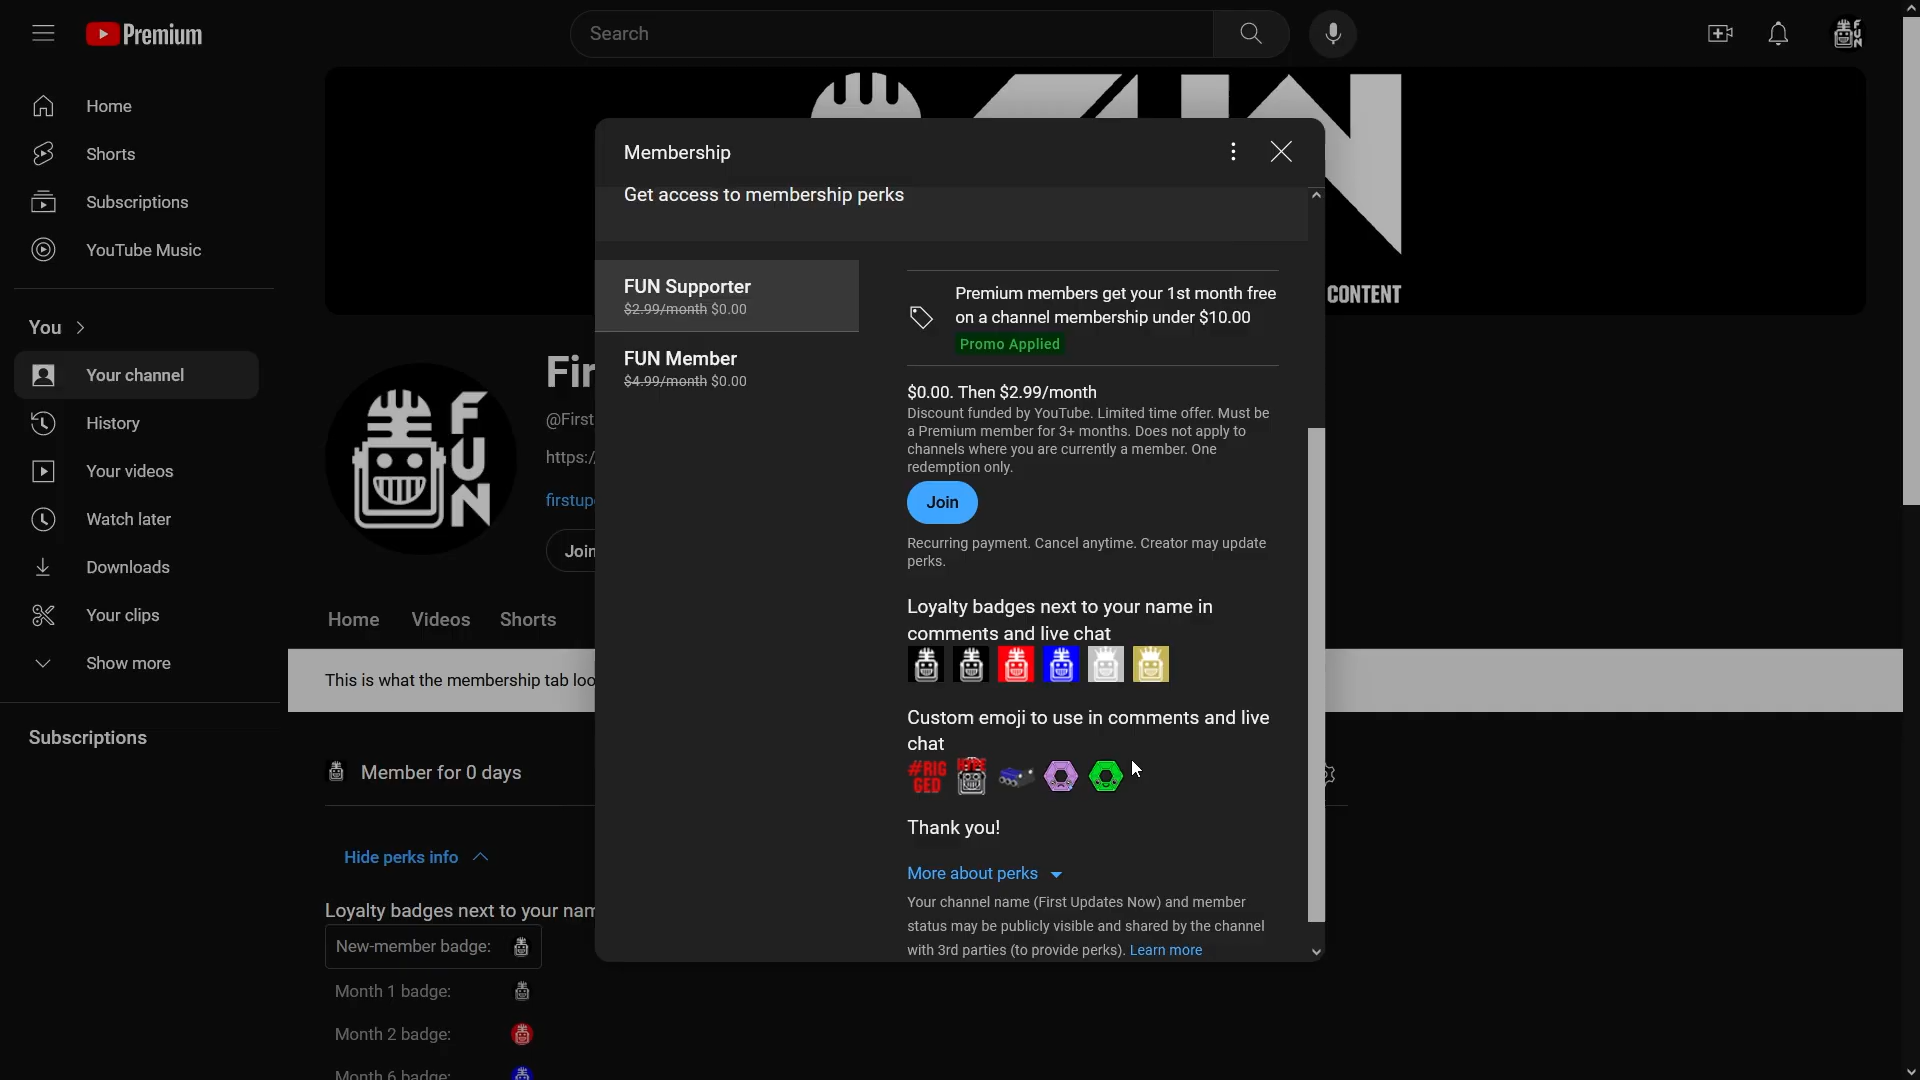 Premium
Search
FUN
Home
Shorts
Subscriptions
YouTube Music
You
Your channel
History
Your videos
Watch later
Downloads
Your clips
Show more
Subscriptions
CONTENT
FUN
Fir
@First
https:/
firstup
Join
Home Videos Shorts
This is what the membership tab loo
Member for 0 days
Hide perks info
Loyalty badges next to your nam
New-member badge:
Month 1 badge:
Month 2 badge:
Month 6 badge:
Membership
Get access to membership perks
FUN Supporter
$2.99/month $0.00
FUN Member
$4.99/month $0.00
Premium members get your 1st month free
on a channel membership under $10.00
Promo Applied
$0.00. Then $2.99/month
Discount funded by YouTube. Limited time offer. Must be
a Premium member for 3+ months. Does not apply to
channels where you are currently a member. One
redemption only.
Join
Recurring payment. Cancel anytime. Creator may update
perks.
Loyalty badges next to your name in
comments and live chat
Custom emoji to use in comments and live
chat
#RIG
GED
HYPE
Thank you!
More about perks
Your channel name (First Updates Now) and member
status may be publicly visible and shared by the channel
with 3rd parties (to provide perks). Learn more